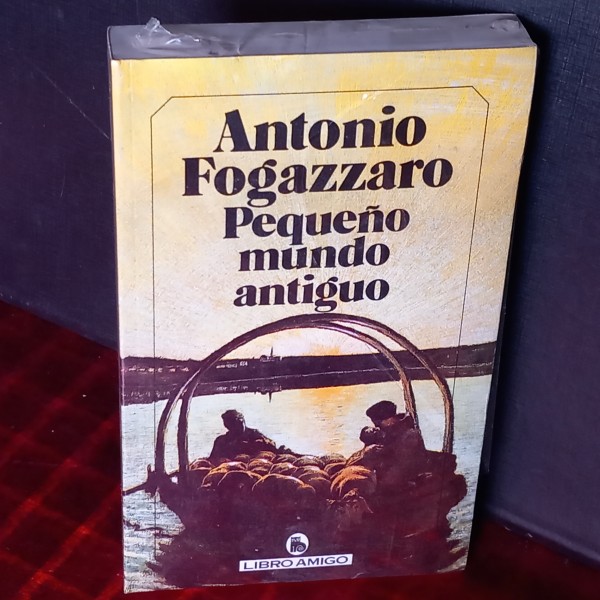 Antonio
Fogazzaro
Pequeño
mundo
antiguo
LIBRO AMIGO